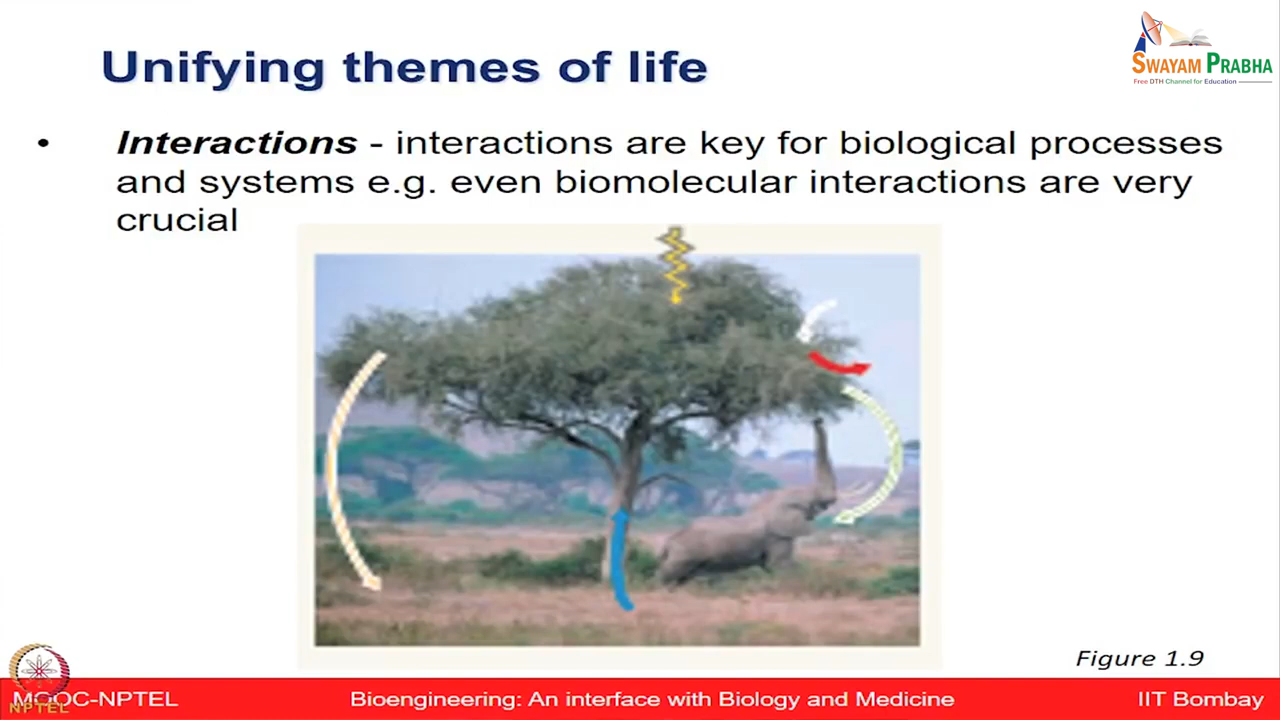 Unifying themes of life
SWAYAM PRABHA
Free DTH Channel for Education
• Interactions - interactions are key for biological processes
and systems e.g. even biomolecular interactions are very
crucial
Figure 1.9
MOOC-NPTEL
Bioengineering: An interface with Biology and Medicine
IIT Bombay
NPTEL